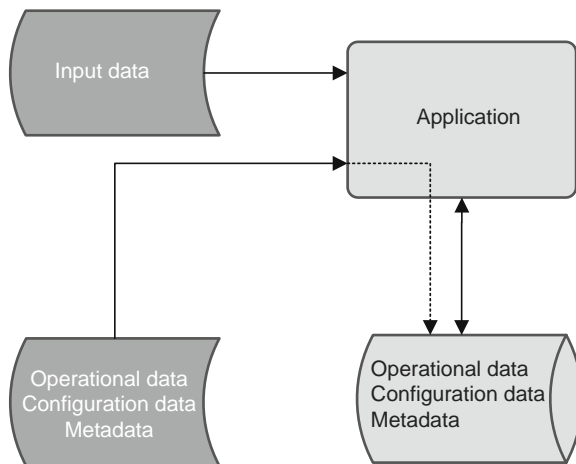 Input data
Application
Operational data
Configuration data
Metadata
Operational data
Configuration data
Metadata